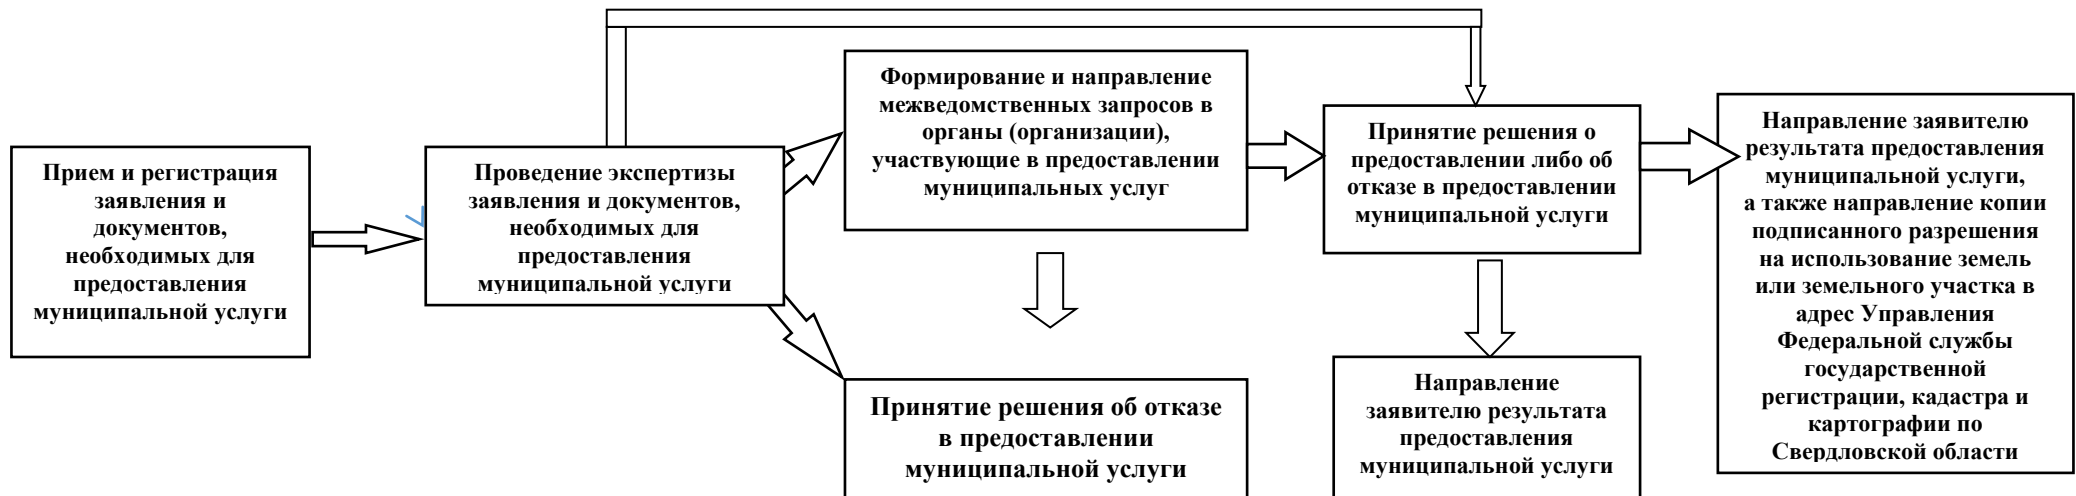 Прием и регистрация
заявления и
документов,
необходимых для
предоставления
муниципальной услуги
Проведение экспертизы
заявления и документов,
необходимых для
предоставления
муниципальной услуги
Формирование и направление
межведомственных запросов в
органы (организации),
участвующие в предоставлении
муниципальных услуг
Принятие решения об отказе
в предоставлении
муниципальной услуги
Принятие решения о
предоставлении либо об
отказе в предоставлении
муниципальной услуги
Направление
заявителю результата
предоставления
муниципальной услуги
Направление заявителю
результата предоставления
муниципальной услуги,
а также направление копии
подписанного разрешения
на использование земель
или земельного участка в
адрес Управления
Федеральной службы
государственной
регистрации, кадастра и
картографии по
Свердловской области